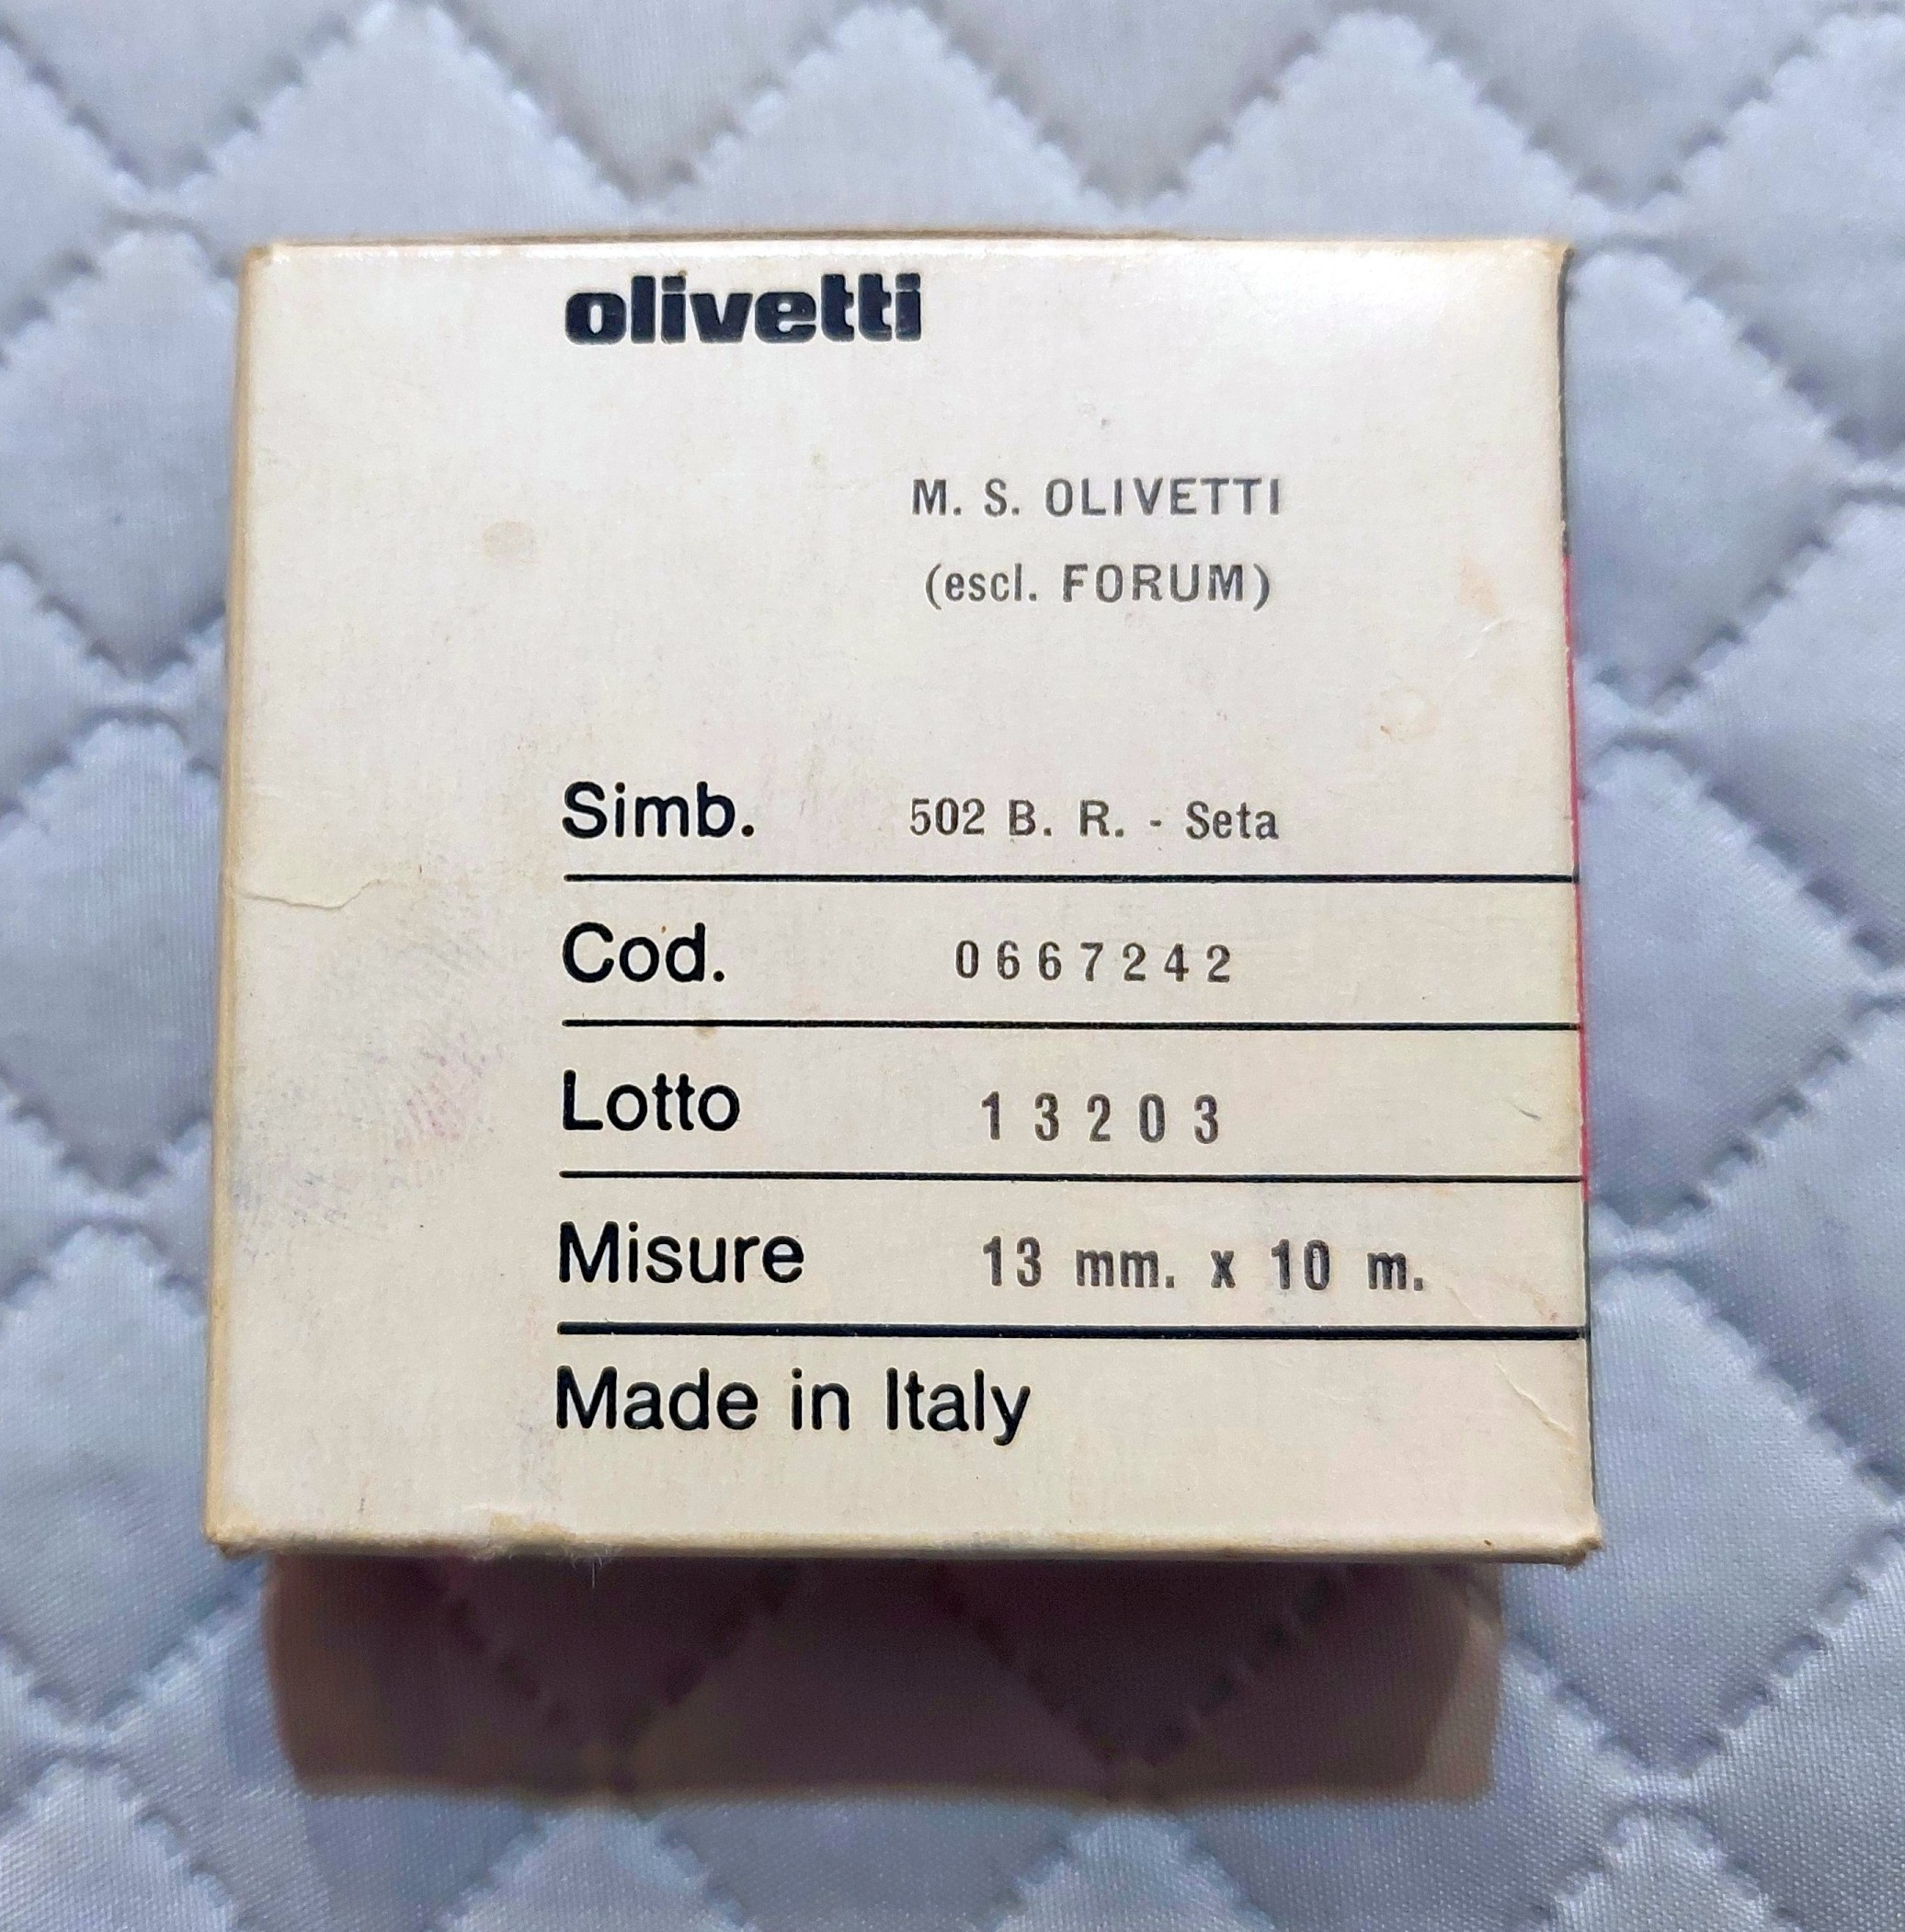 olivetti
M. S. OLIVETTI
(escl. FORUM)
Simb. 502 B. R. - Seta
Cod. 0667242
Lotto 13203
Misure 13 mm. x 10 m.
Made in Italy